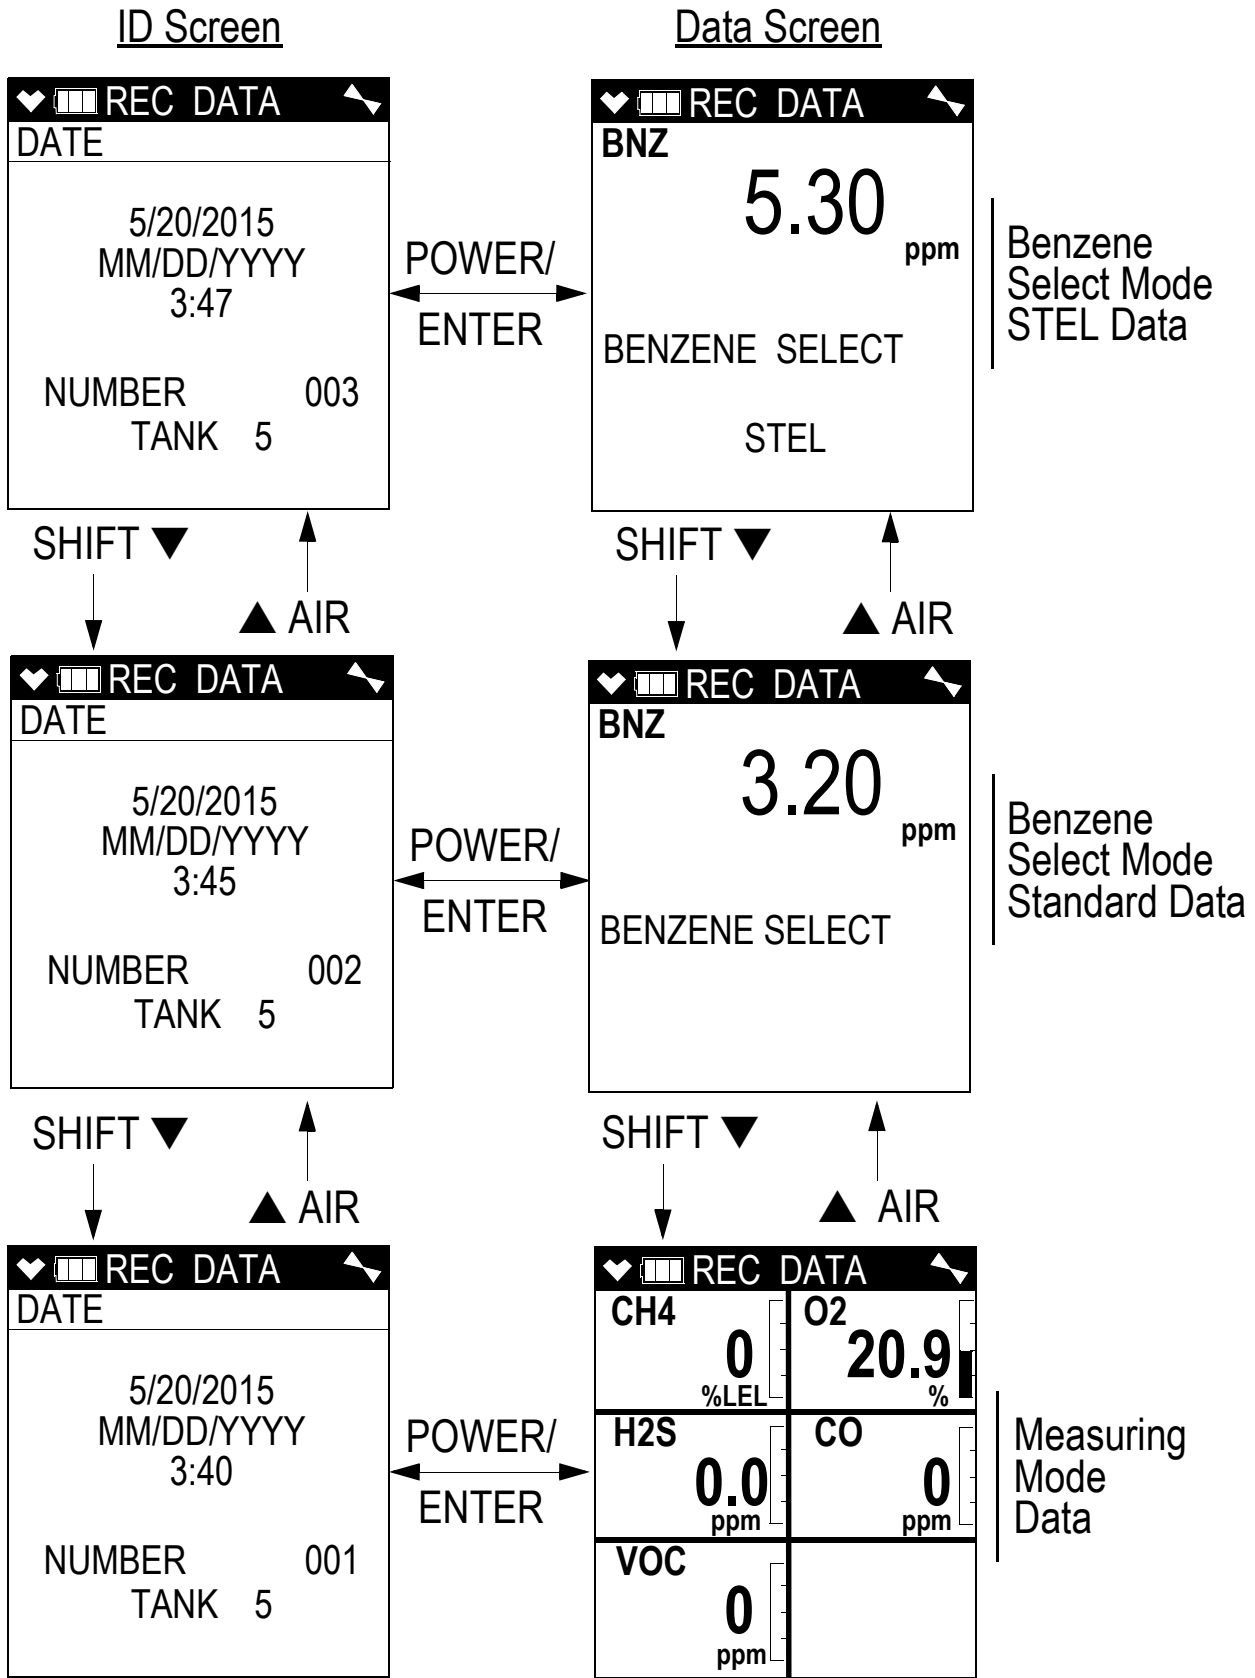 ID Screen
Data Screen
REC DATA
DATE
5/20/2015
MM/DD/YYYY
3:47
NUMBER 003
TANK 5
POWER/
ENTER
REC DATA
BNZ
5.30
ppm
BENZENE SELECT
STEL
Benzene
Select Mode
STEL Data
SHIFT ▼
▲ AIR
SHIFT ▼
▲ AIR
REC DATA
DATE
5/20/2015
MM/DD/YYYY
3:45
NUMBER 002
TANK 5
POWER/
ENTER
REC DATA
BNZ
3.20
ppm
BENZENE SELECT
Benzene
Select Mode
Standard Data
SHIFT ▼
▲ AIR
SHIFT ▼
▲ AIR
REC DATA
DATE
5/20/2015
MM/DD/YYYY
3:40
NUMBER 001
TANK 5
POWER/
ENTER
REC DATA
CH4
0
%LEL
O2
20.9
%
H2S
0.0
ppm
CO
0
ppm
VOC
0
ppm
Measuring
Mode
Data